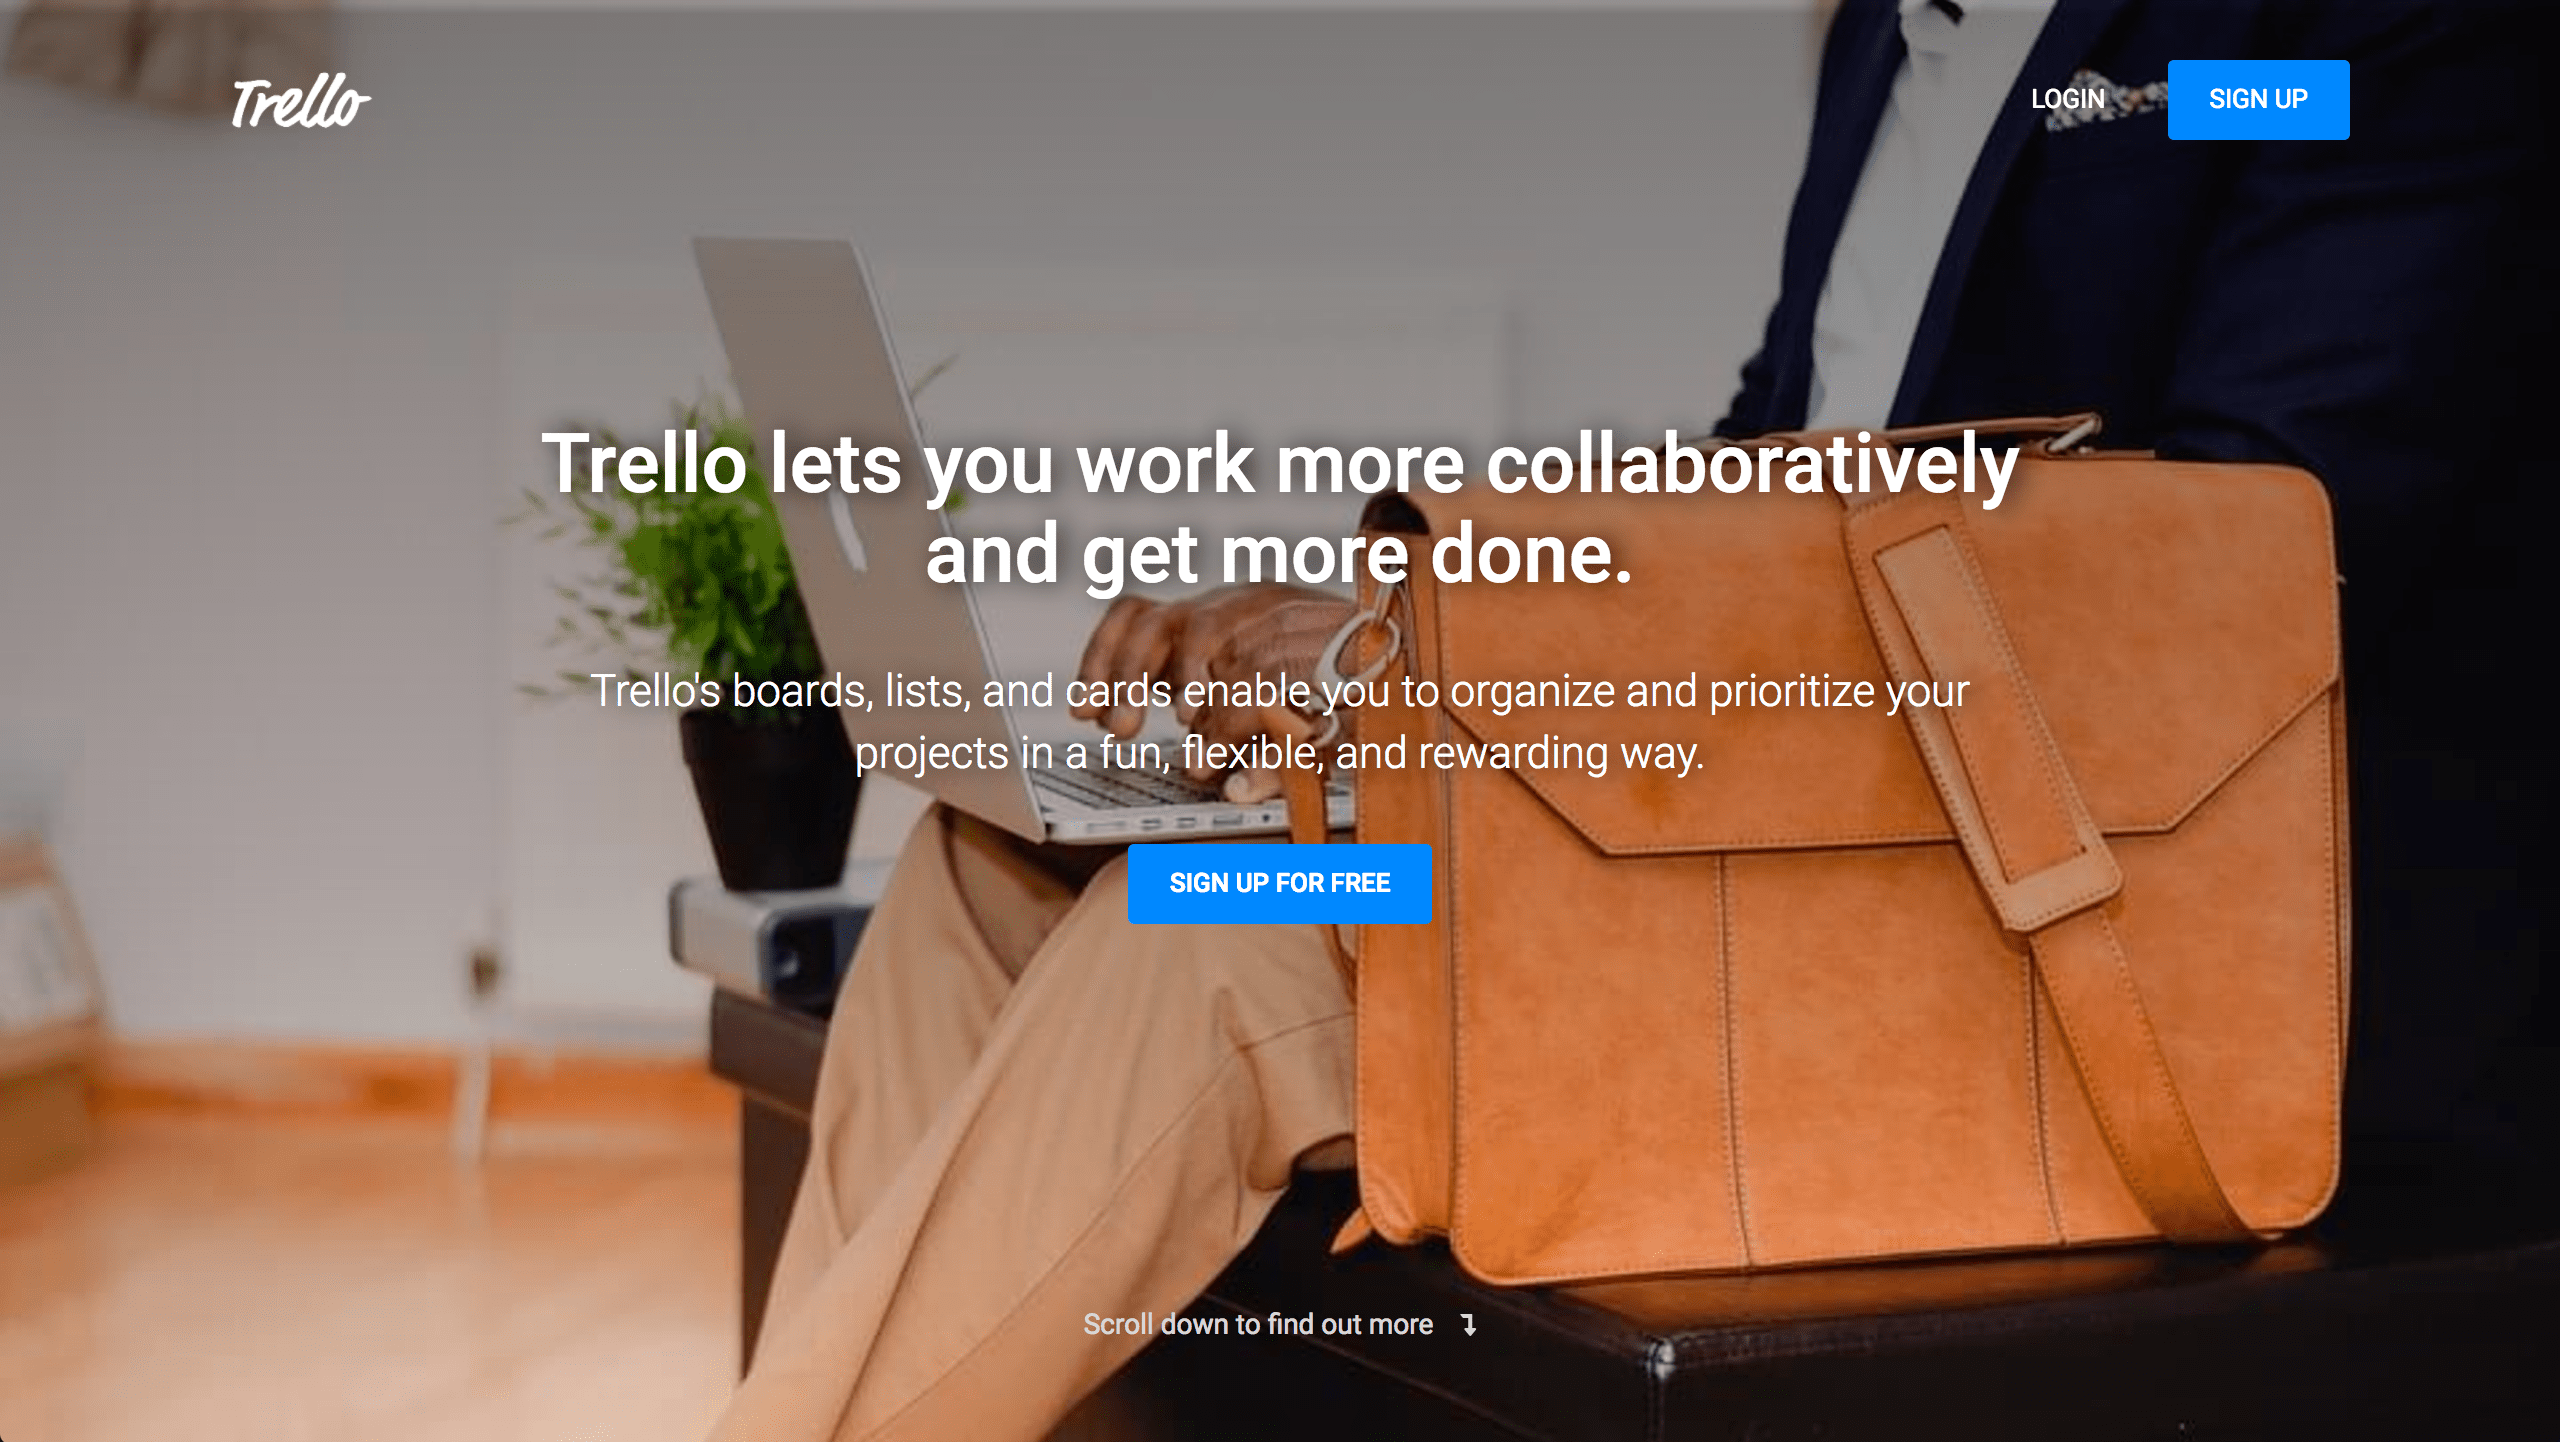 Trello
LOGIN
SIGN UP
Trello lets you work more collaboratively
and get more done.
Trello's boards, lists, and cards enable you to organize and prioritize your
projects in a fun, flexible, and rewarding way.
SIGN UP FOR FREE
Scroll down to find out more